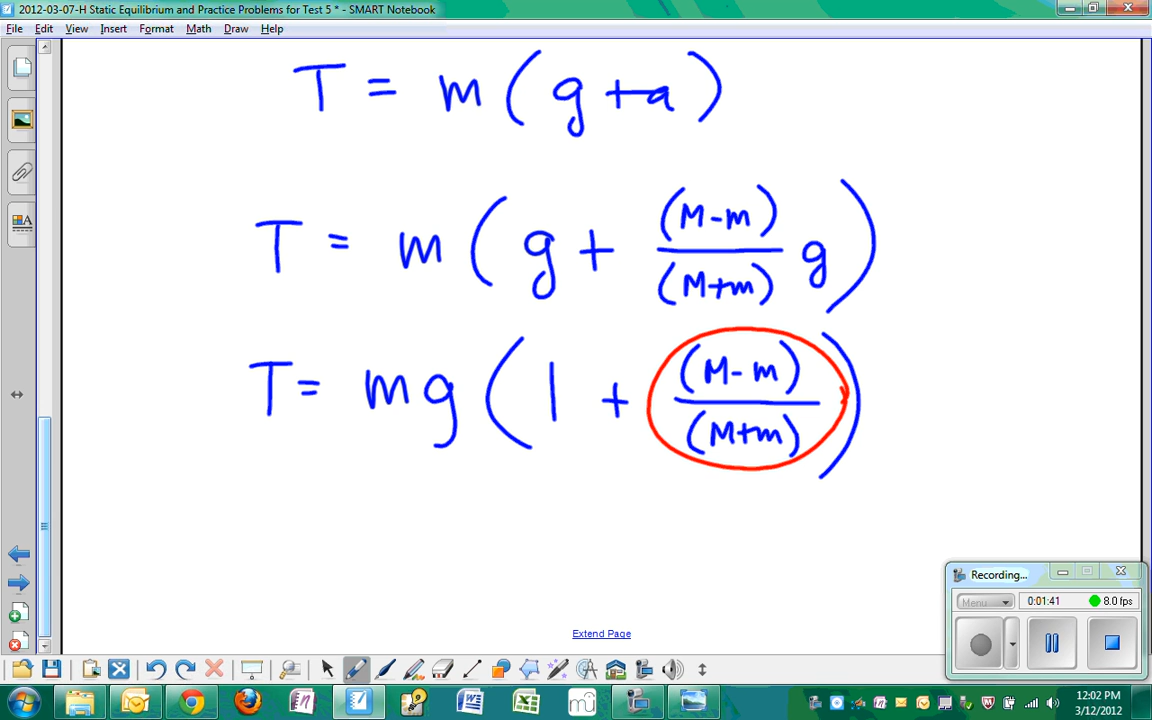 2012-03-07-H Static Equilibrium and Practice Problems for Test 5 * - SMART Notebook
File Edit View Insert Format Math Draw Help
T = m(g+a)
T = m(g + (M-m)/(M+m) g)
T = mg(1 + (M-m)/(M+m))
Recording...
Menu 0:01:41 8.0 fps
Extend Page
12:02 PM
3/12/2012